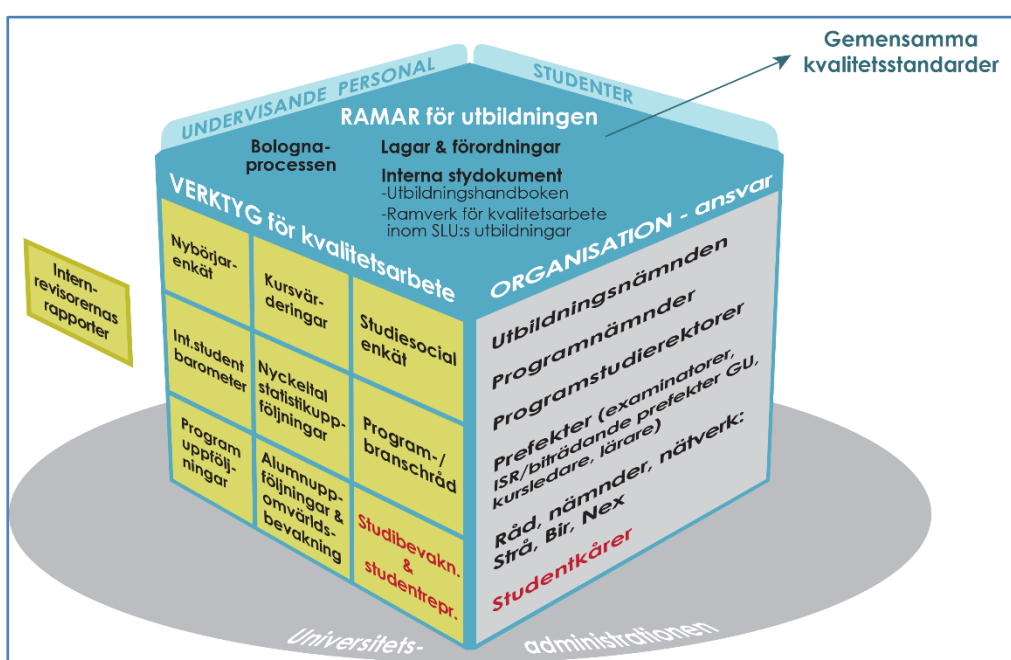 Gemensamma
kvalitetsstandarder
UNDERVISANDE PERSONAL
STUDENTER
RAMAR för utbildningen
Bologna-
processen
Lagar & förordningar
Interna stydokument
-Utbildningshandboken
-Ramverk för kvalitetsarbete
inom SLU:s utbildningar
VERKTYG för kvalitetsarbete
Intern-
revisorernas
rapporter
Nybörjar-
enkät
Kursvär-
deringar
Studiesocial
enkät
Int.student
barometer
Nyckeltal
statistikupp-
följningar
Program-/
branschråd
Program
uppfölj-
ningar
Alumnupp-
följningar &
omvärlds-
bevakning
Studibevakn.
&
studentrepr.
ORGANISATION - ansvar
Utbildningsnämnden
Programnämnder
Programstudierektorer
Prefekter (examinatorer,
ISR/biträdande prefekter GU,
kursledare, lärare)
Råd, nämnder, nätverk:
Strå, Bir, Nex
Studentkårer
Universitets-
administrationen